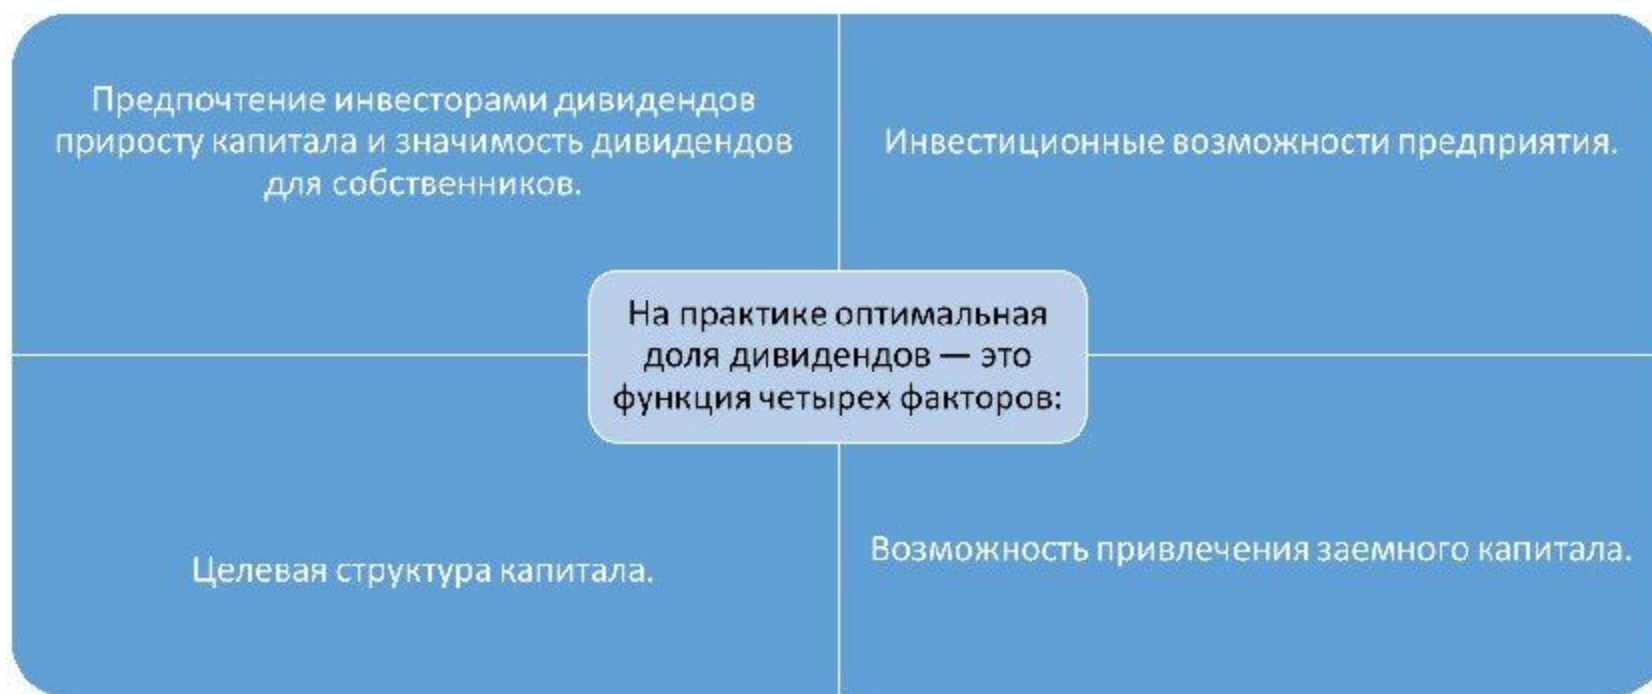 Предпочтение инвесторами дивидендов
приросту капитала и значимость дивидендов
для собственников.
Инвестиционные возможности предприятия.
На практике оптимальная
доля дивидендов — это
функция четырех факторов:
Целевая структура капитала.
Возможность привлечения заемного капитала.